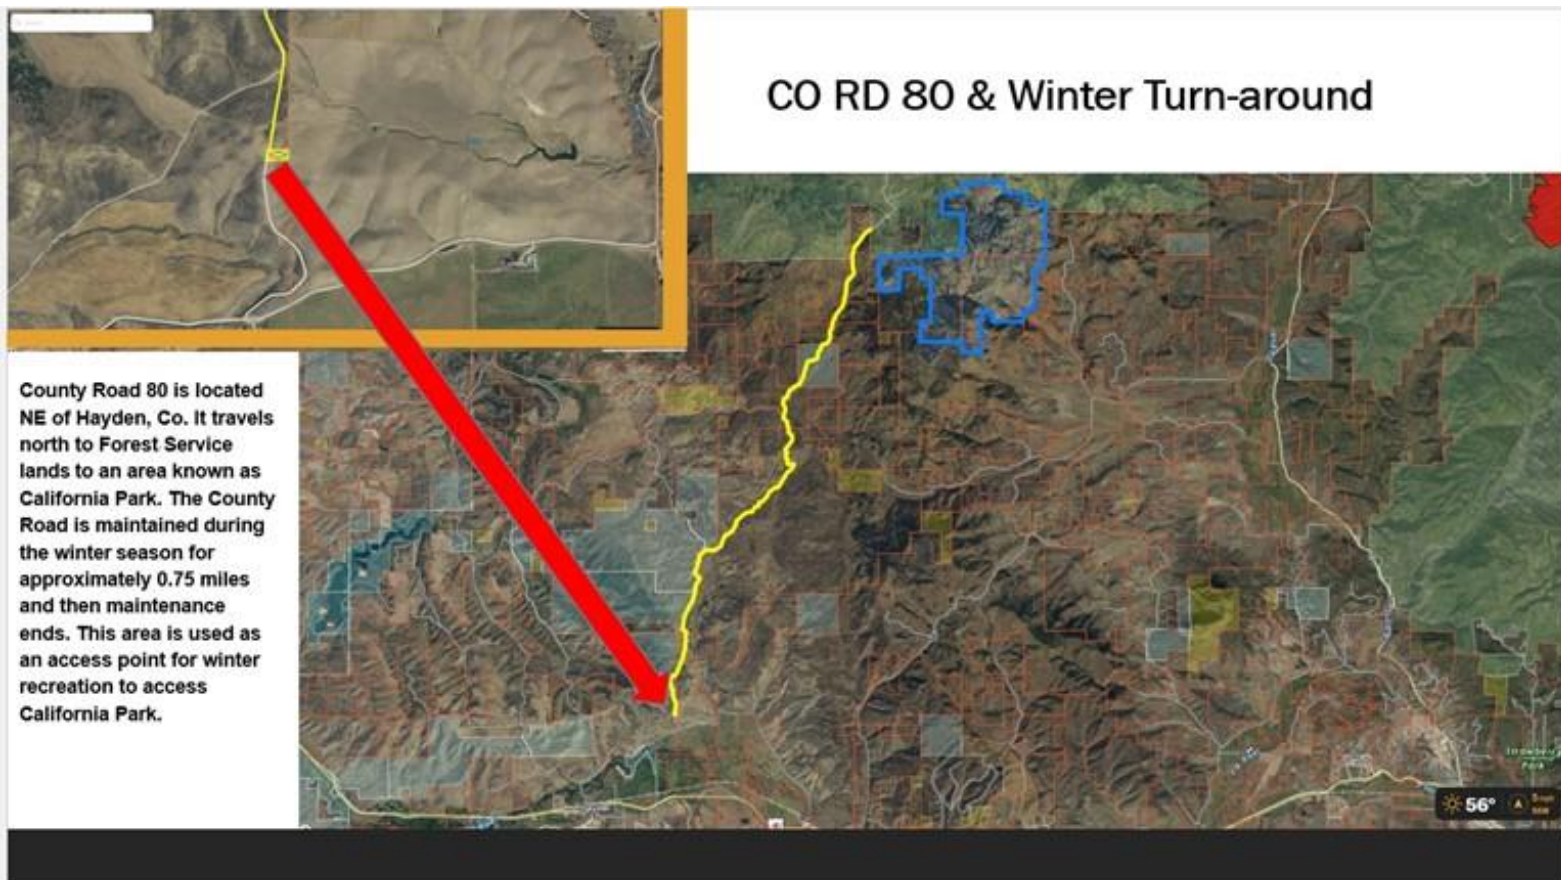 CO RD 80 & Winter Turn-around
County Road 80 is located
NE of Hayden, Co. It travels
north to Forest Service
lands to an area known as
California Park. The County
Road is maintained during
the winter season for
approximately 0.75 miles
and then maintenance
ends. This area is used as
an access point for winter
recreation to access
California Park.
56°